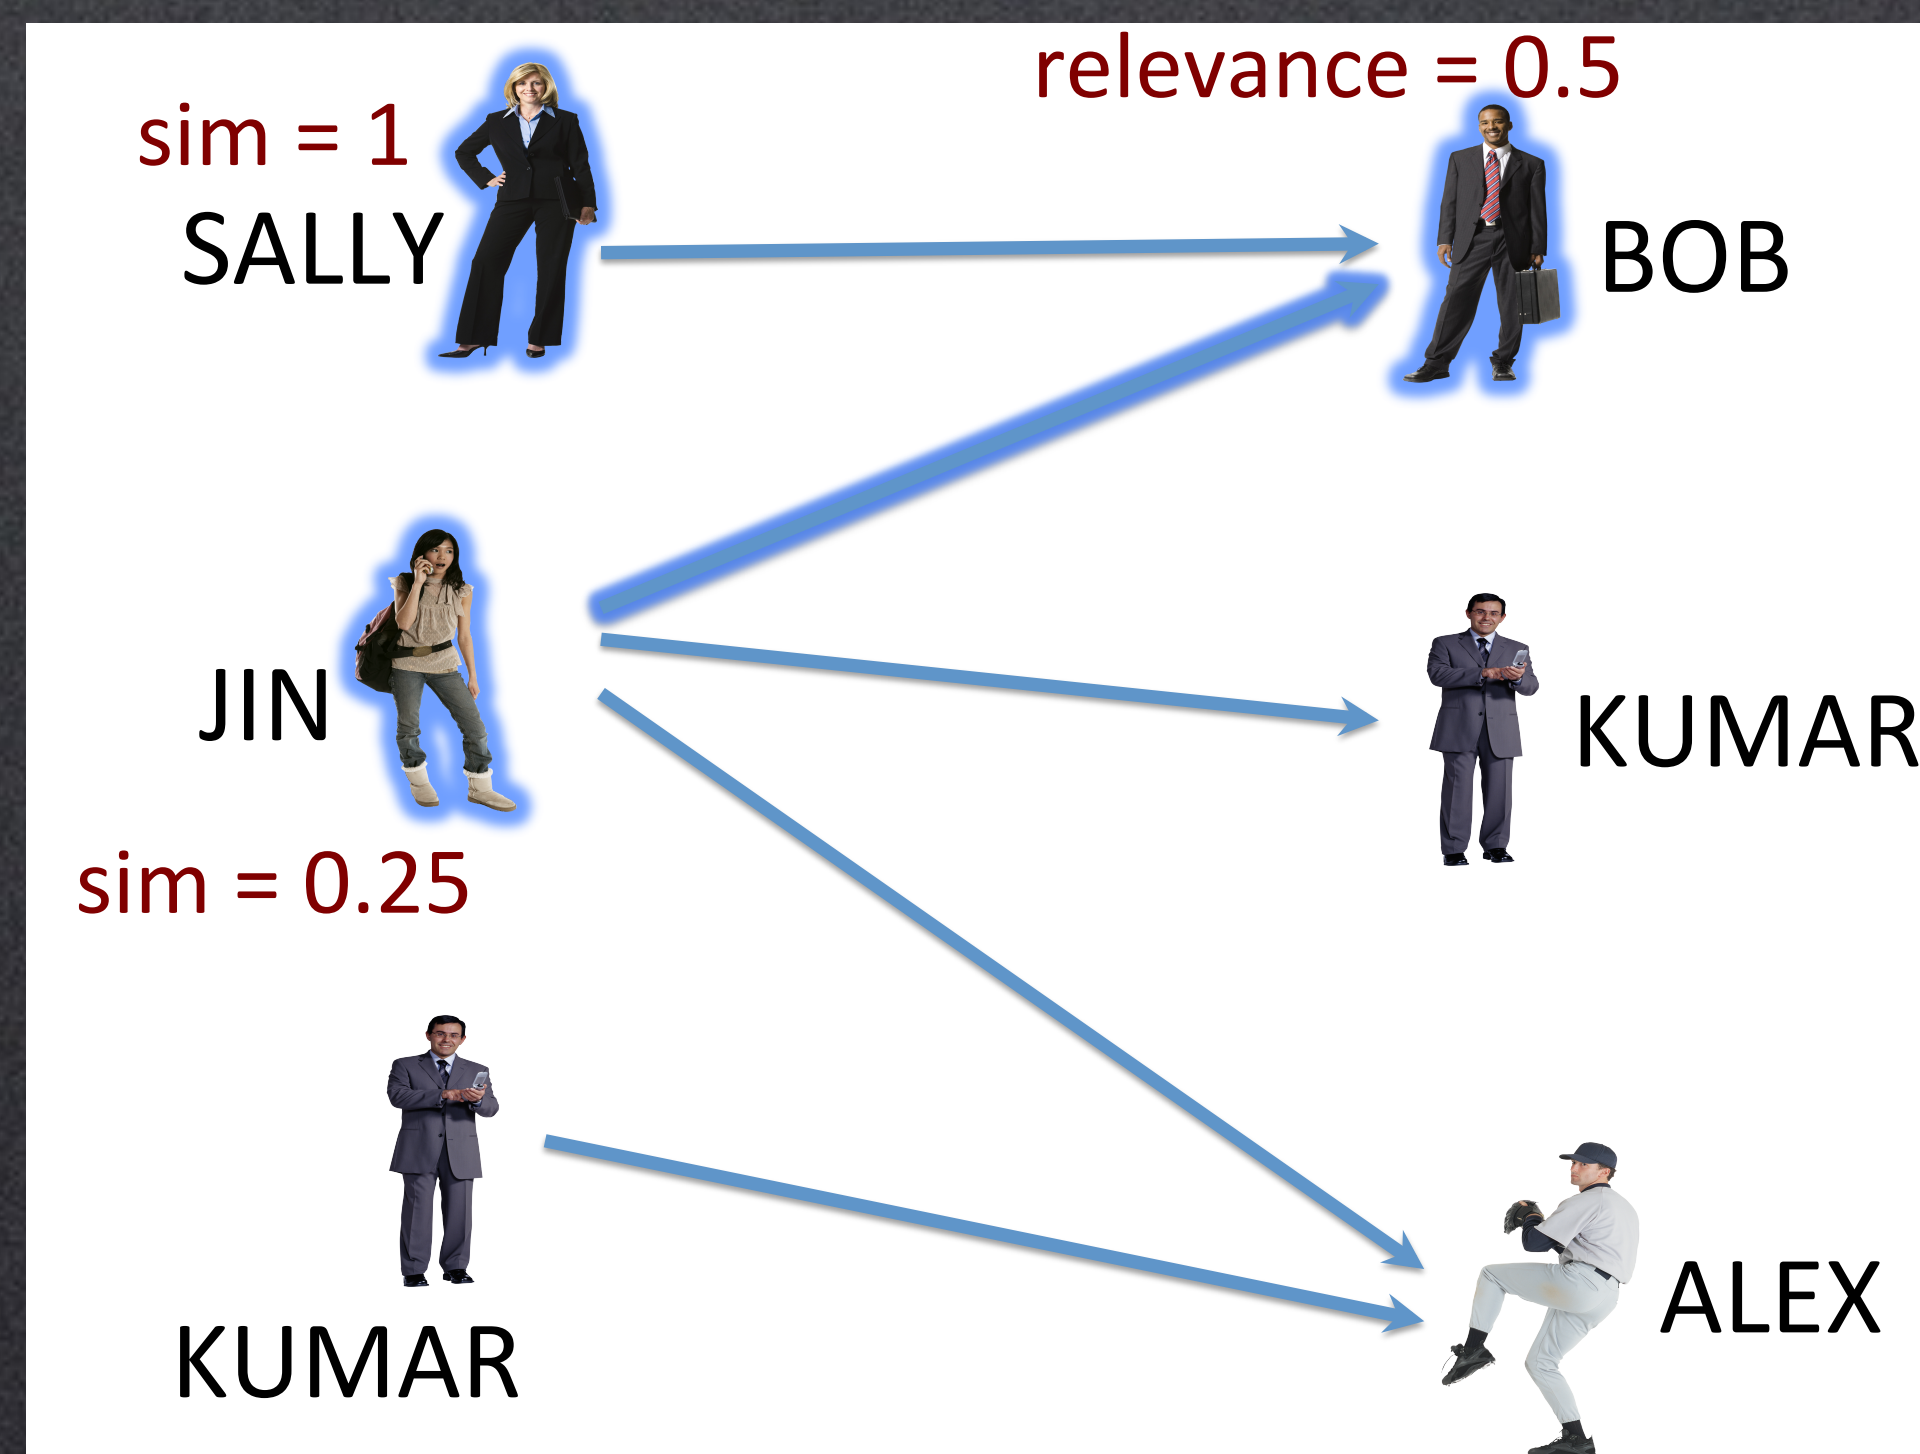 relevance = 0.5
sim = 1
SALLY
BOB
JIN
KUMAR
sim = 0.25
ALEX
KUMAR